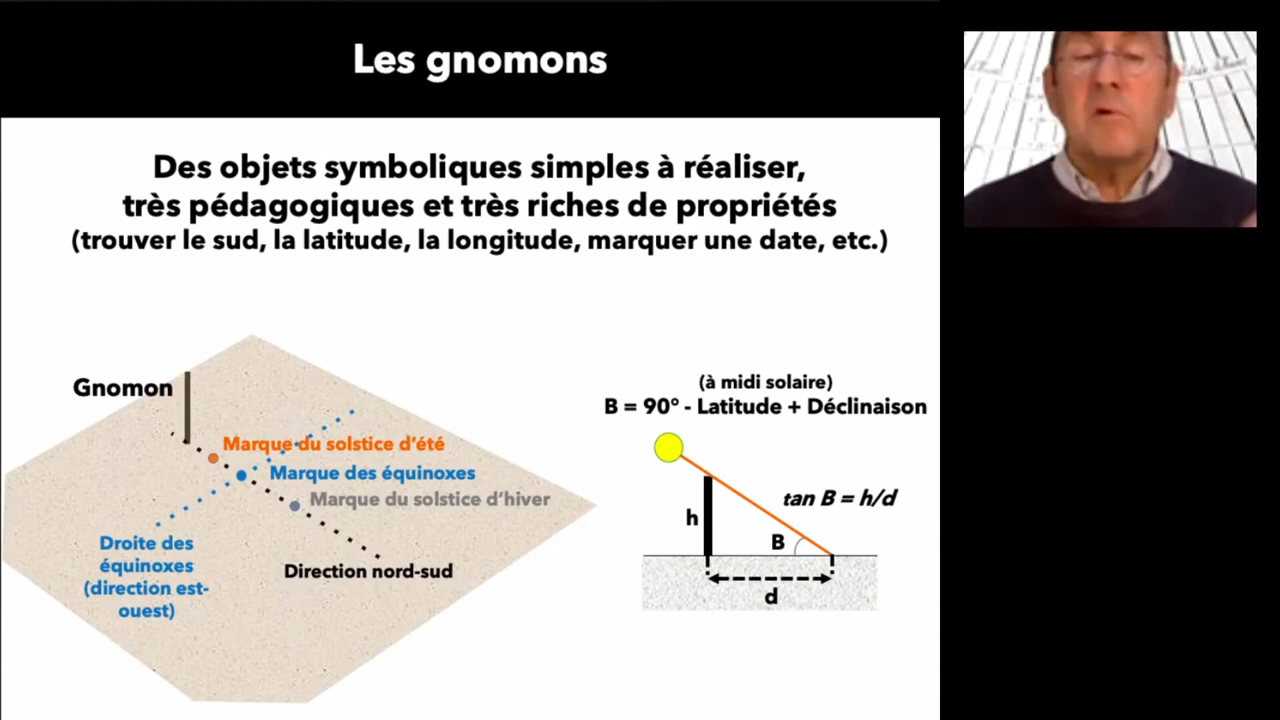 Les gnomons
Des objets symboliques simples à réaliser,
très pédagogiques et très riches de propriétés
(trouver le sud, la latitude, la longitude, marquer une date, etc.)
Gnomon
Marque du solstice d'été
Marque des équinoxes
Marque du solstice d'hiver
Droite des
équinoxes
(direction est-
ouest)
Direction nord-sud
(à midi solaire)
B = 90° - Latitude + Déclinaison
tan B = h/d
h
B
d